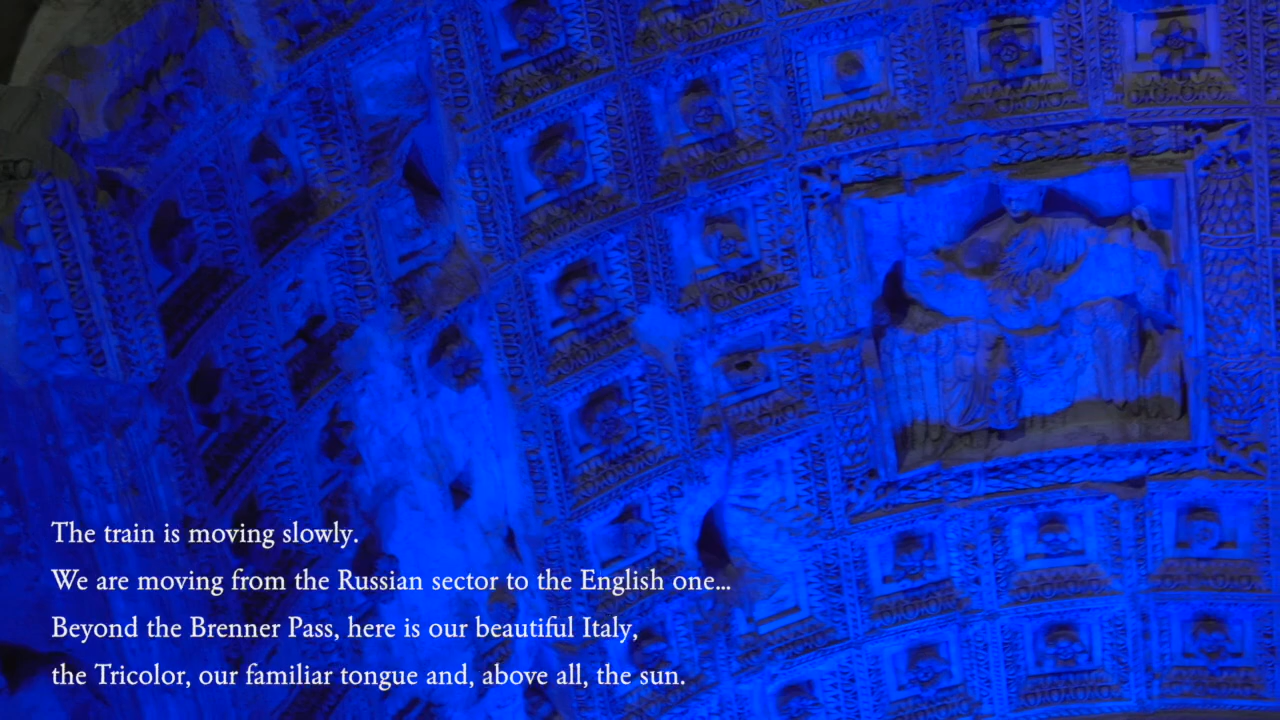 The train is moving slowly.
We are moving from the Russian sector to the English one...
Beyond the Brenner Pass, here is our beautiful Italy,
the Tricolor, our familiar tongue and, above all, the sun.